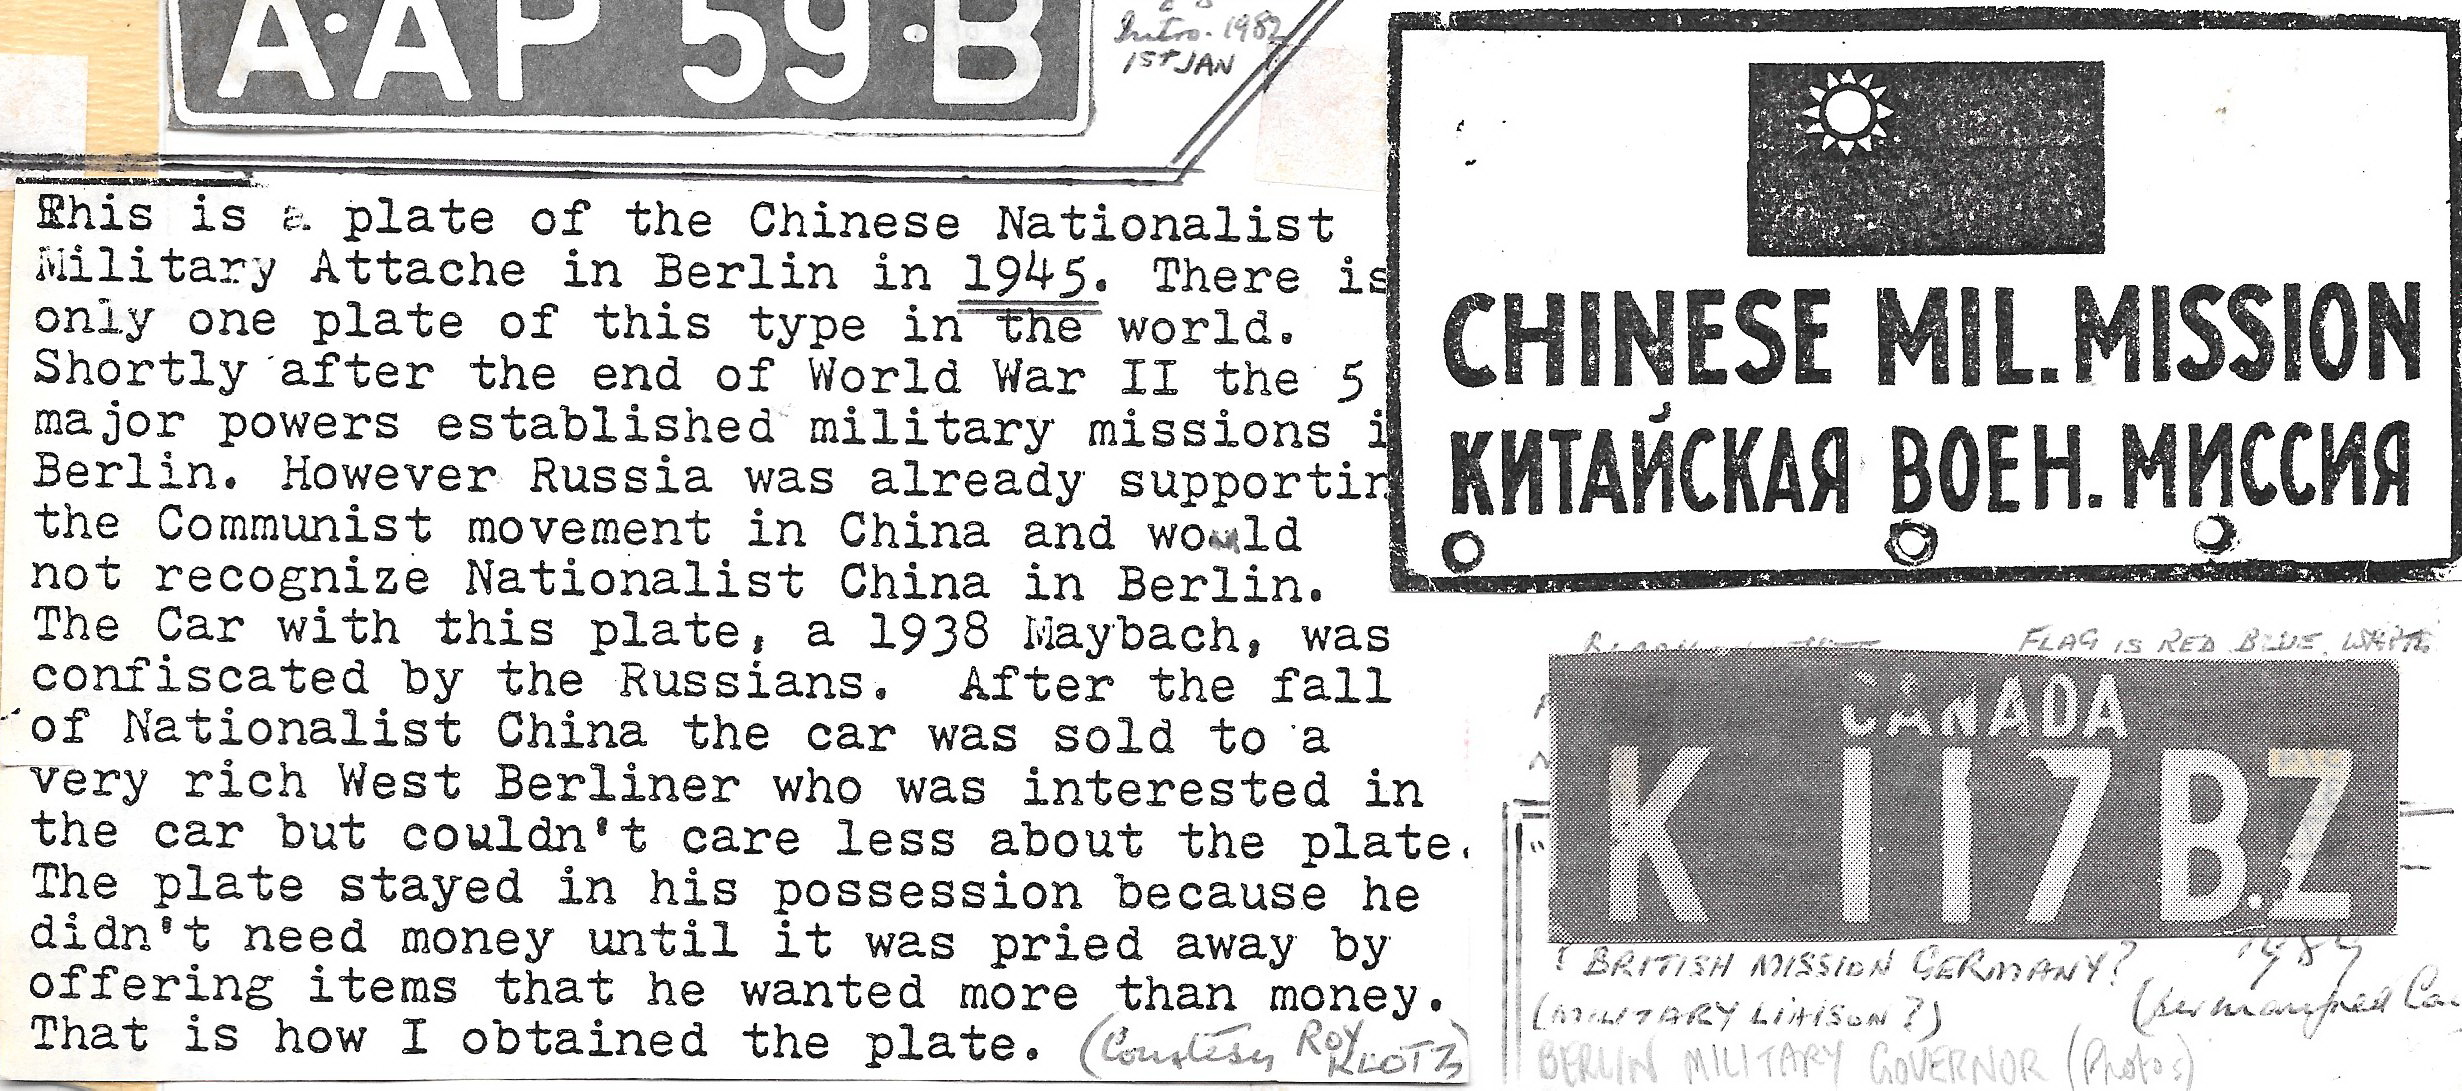 A·AP 59·B
Intro. 1982
1ST JAN
This is a plate of the Chinese Nationalist
Military Attache in Berlin in 1945. There is
only one plate of this type in the world.
Shortly after the end of World War II the 5
major powers established military missions i
Berlin. However Russia was already supportin
the Communist movement in China and would
not recognize Nationalist China in Berlin.
The Car with this plate, a 1938 Maybach, was
confiscated by the Russians. After the fall
of Nationalist China the car was sold to a
very rich West Berliner who was interested in
the car but couldn't care less about the plate.
The plate stayed in his possession because he
didn't need money until it was pried away by
offering items that he wanted more than money.
That is how I obtained the plate. (Courtesy ROY KLOTZ)
CHINESE MIL.MISSION
КИТАЙСКАЯ ВОЕН.МИССИЯ
FLAG IS RED BLUE, WHITE
CANADA
K 117 B.Z
? BRITISH MISSION GERMANY? 1989
(MILITARY LIAISON?)
BERLIN MILITARY GOVERNOR (Photos)